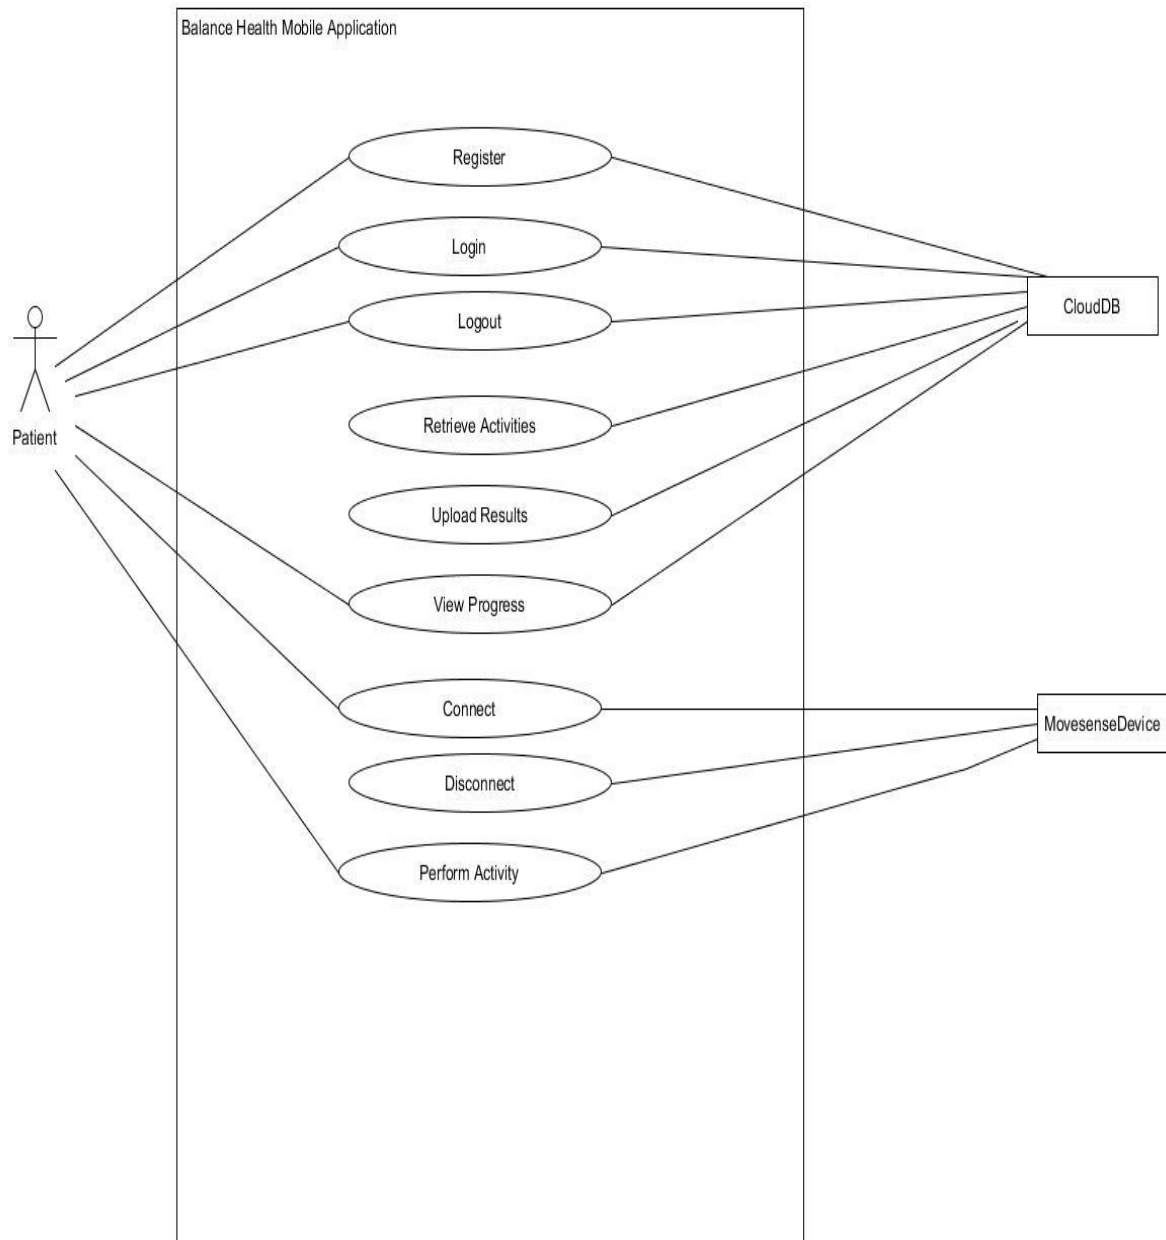 Balance Health Mobile Application
Register
Login
CloudDB
Logout
Patient
Retrieve Activities
Upload Results
View Progress
Connect
MovesenseDevice
Disconnect
Perform Activity